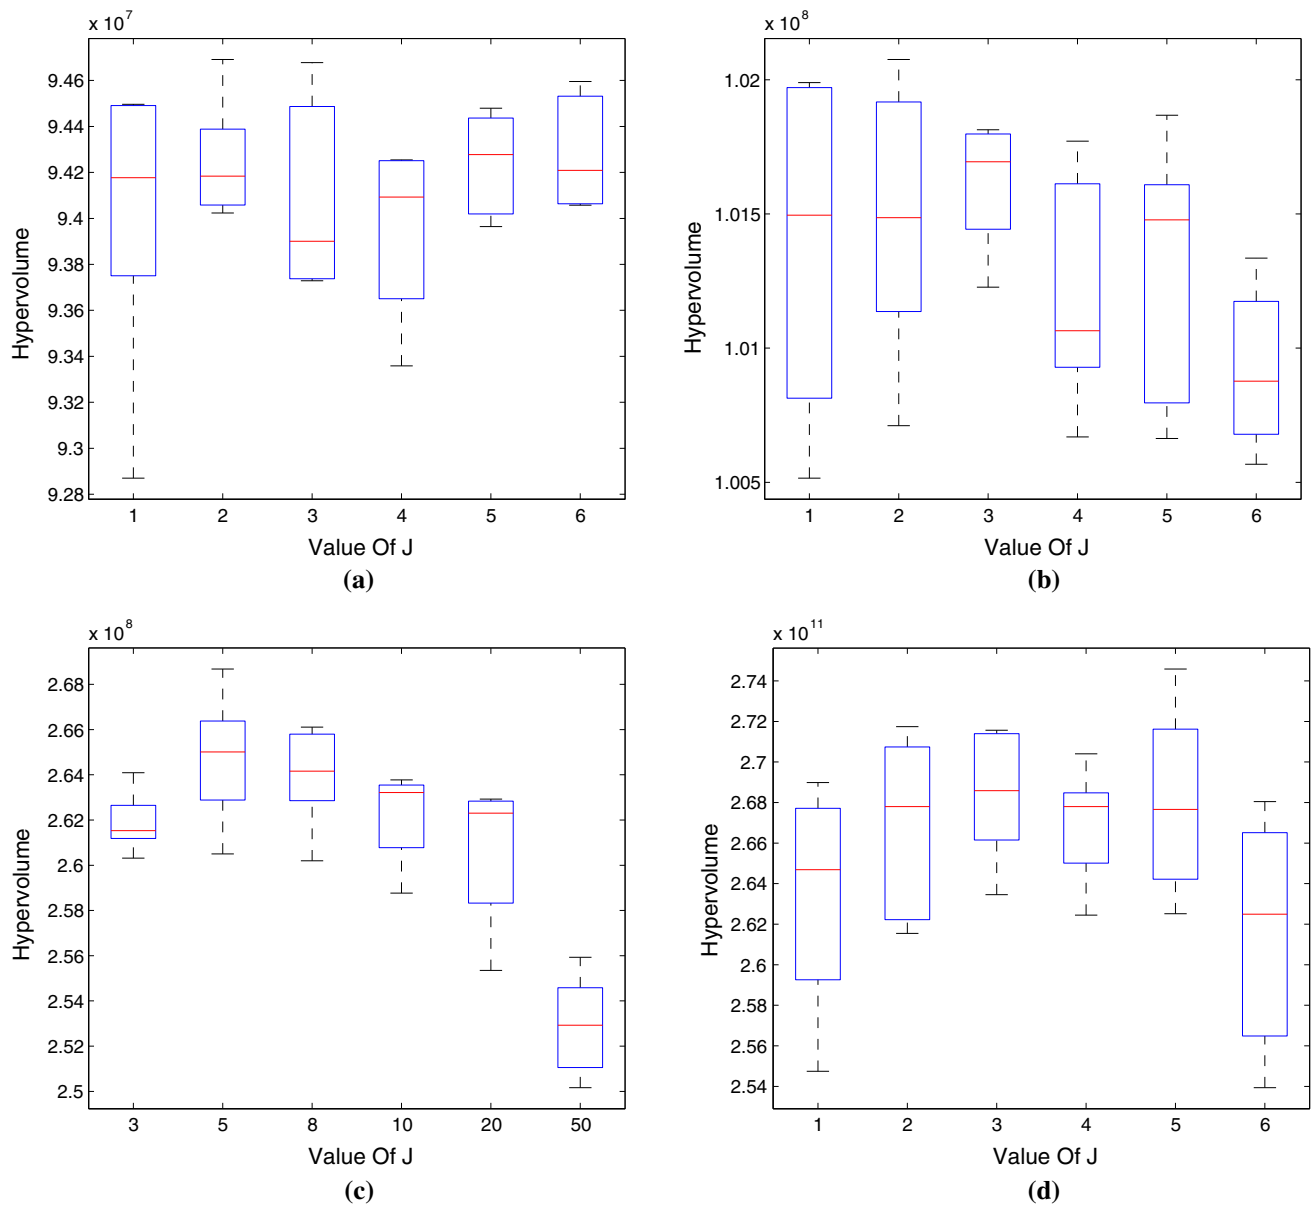 x 10^7
9.46
9.44
9.42
9.4
9.38
9.36
9.34
9.32
9.3
9.28
Hypervolume
1 2 3 4 5 6
Value Of J
(a)
x 10^8
1.02
1.015
1.01
1.005
Hypervolume
1 2 3 4 5 6
Value Of J
(b)
x 10^8
2.68
2.66
2.64
2.62
2.6
2.58
2.56
2.54
2.52
2.5
Hypervolume
3 5 8 10 20 50
Value Of J
(c)
x 10^11
2.74
2.72
2.7
2.68
2.66
2.64
2.62
2.6
2.58
2.56
2.54
Hypervolume
1 2 3 4 5 6
Value Of J
(d)